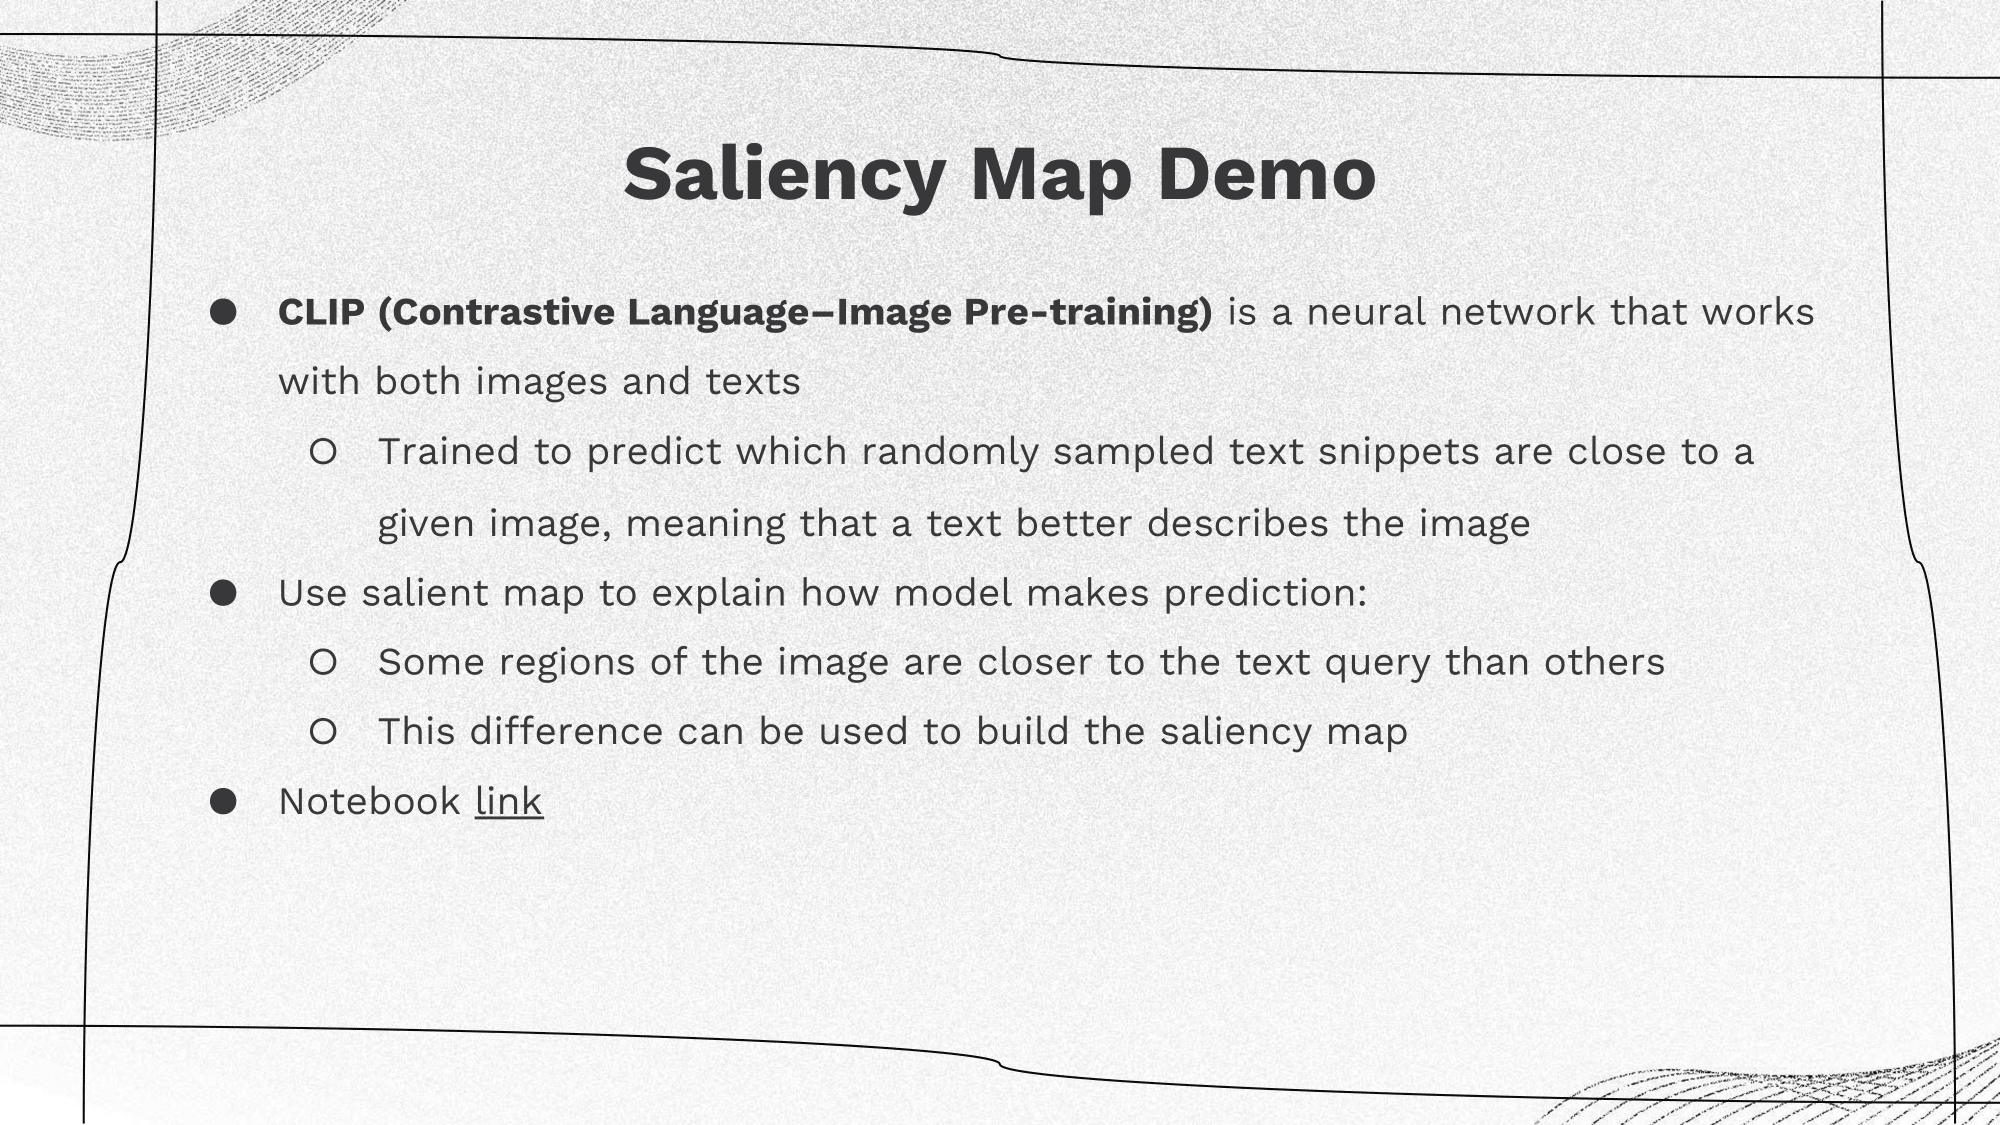 Saliency Map Demo
● CLIP (Contrastive Language–Image Pre-training) is a neural network that works
with both images and texts
○ Trained to predict which randomly sampled text snippets are close to a
given image, meaning that a text better describes the image
● Use salient map to explain how model makes prediction:
○ Some regions of the image are closer to the text query than others
○ This difference can be used to build the saliency map
● Notebook link